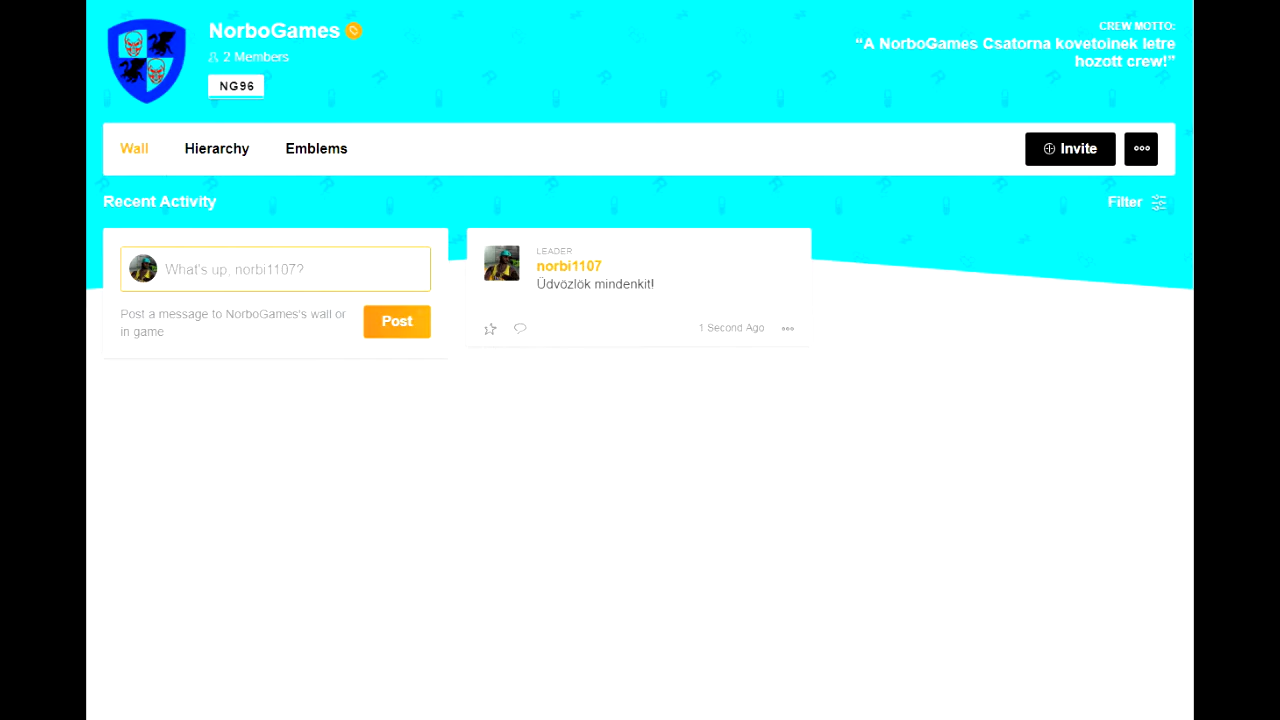 NorboGames
2 Members
NG96
CREW MOTTO:
“A NorboGames Csatorna kovetoinek letre
hozott crew!”
Wall
Hierarchy
Emblems
Invite
Recent Activity
Filter
What's up, norbi1107?
Post a message to NorboGames's wall or
in game
Post
LEADER
norbi1107
Üdvözlök mindenkit!
1 Second Ago